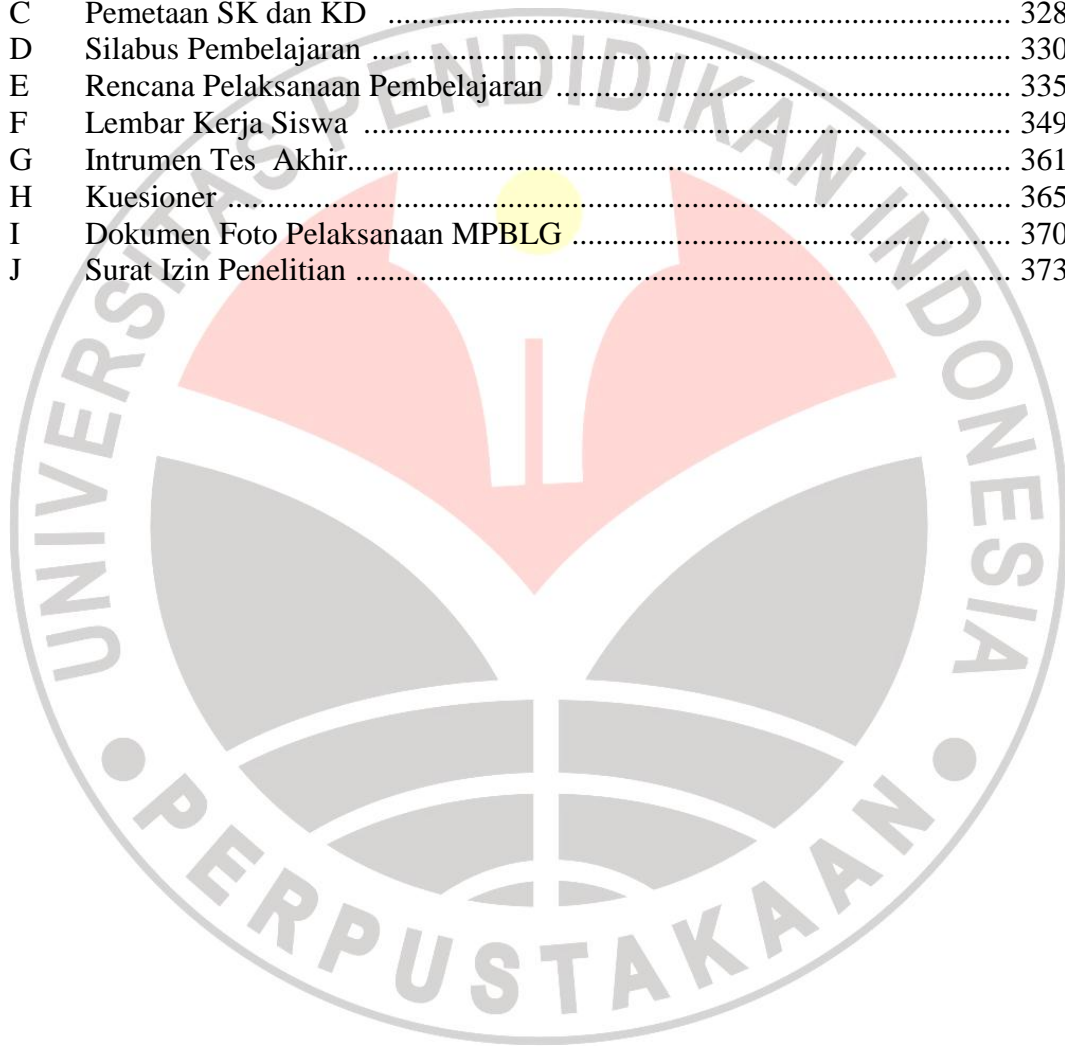 C Pemetaan SK dan KD ........................................................................................ 328
D Silabus Pembelajaran ........................................................................................ 330
E Rencana Pelaksanaan Pembelajaran ................................................................ 335
F Lembar Kerja Siswa ........................................................................................ 349
G Intrumen Tes Akhir........................................................................................ 361
H Kuesioner ........................................................................................................ 365
I Dokumen Foto Pelaksanaan MPBLG ............................................................ 370
J Surat Izin Penelitian ........................................................................................ 373
UNIVERSITAS PENDIDIKAN INDONESIA
PERPUSTAKAAN